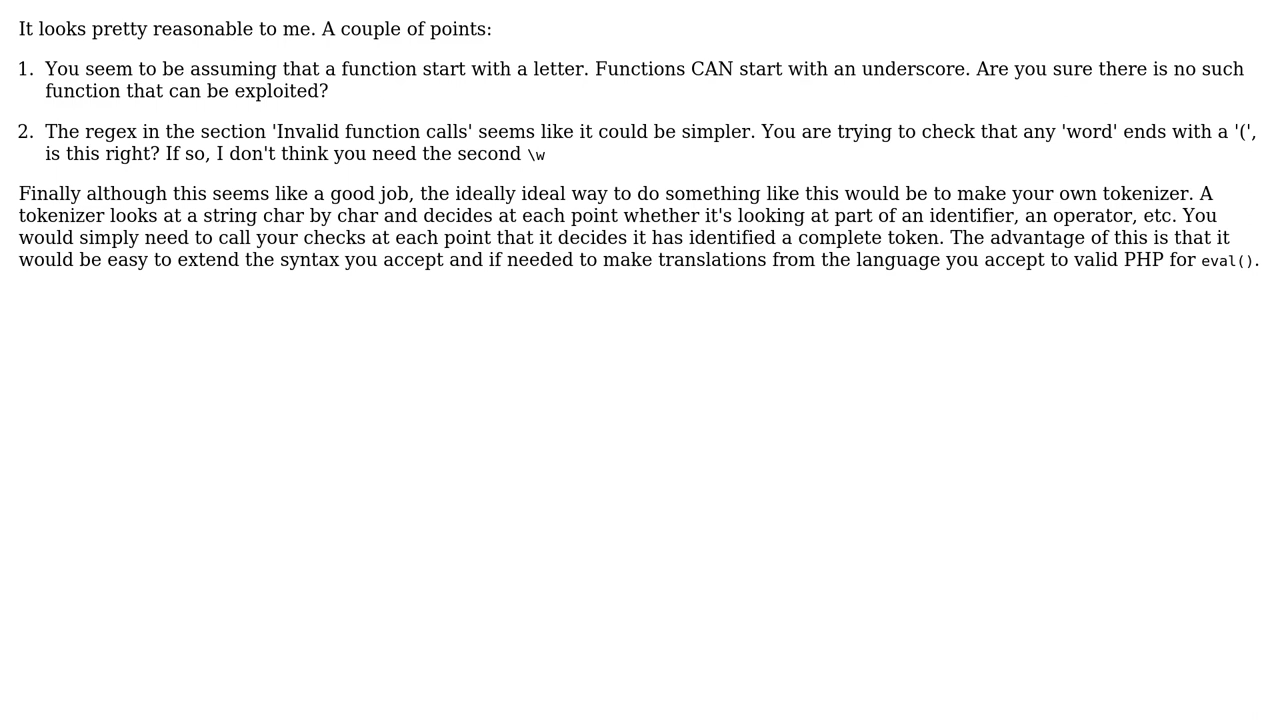 It looks pretty reasonable to me. A couple of points:
1. You seem to be assuming that a function start with a letter. Functions CAN start with an underscore. Are you sure there is no such
function that can be exploited?
2. The regex in the section 'Invalid function calls' seems like it could be simpler. You are trying to check that any 'word' ends with a '(',
is this right? If so, I don't think you need the second \w
Finally although this seems like a good job, the ideally ideal way to do something like this would be to make your own tokenizer. A
tokenizer looks at a string char by char and decides at each point whether it's looking at part of an identifier, an operator, etc. You
would simply need to call your checks at each point that it decides it has identified a complete token. The advantage of this is that it
would be easy to extend the syntax you accept and if needed to make translations from the language you accept to valid PHP for eval().